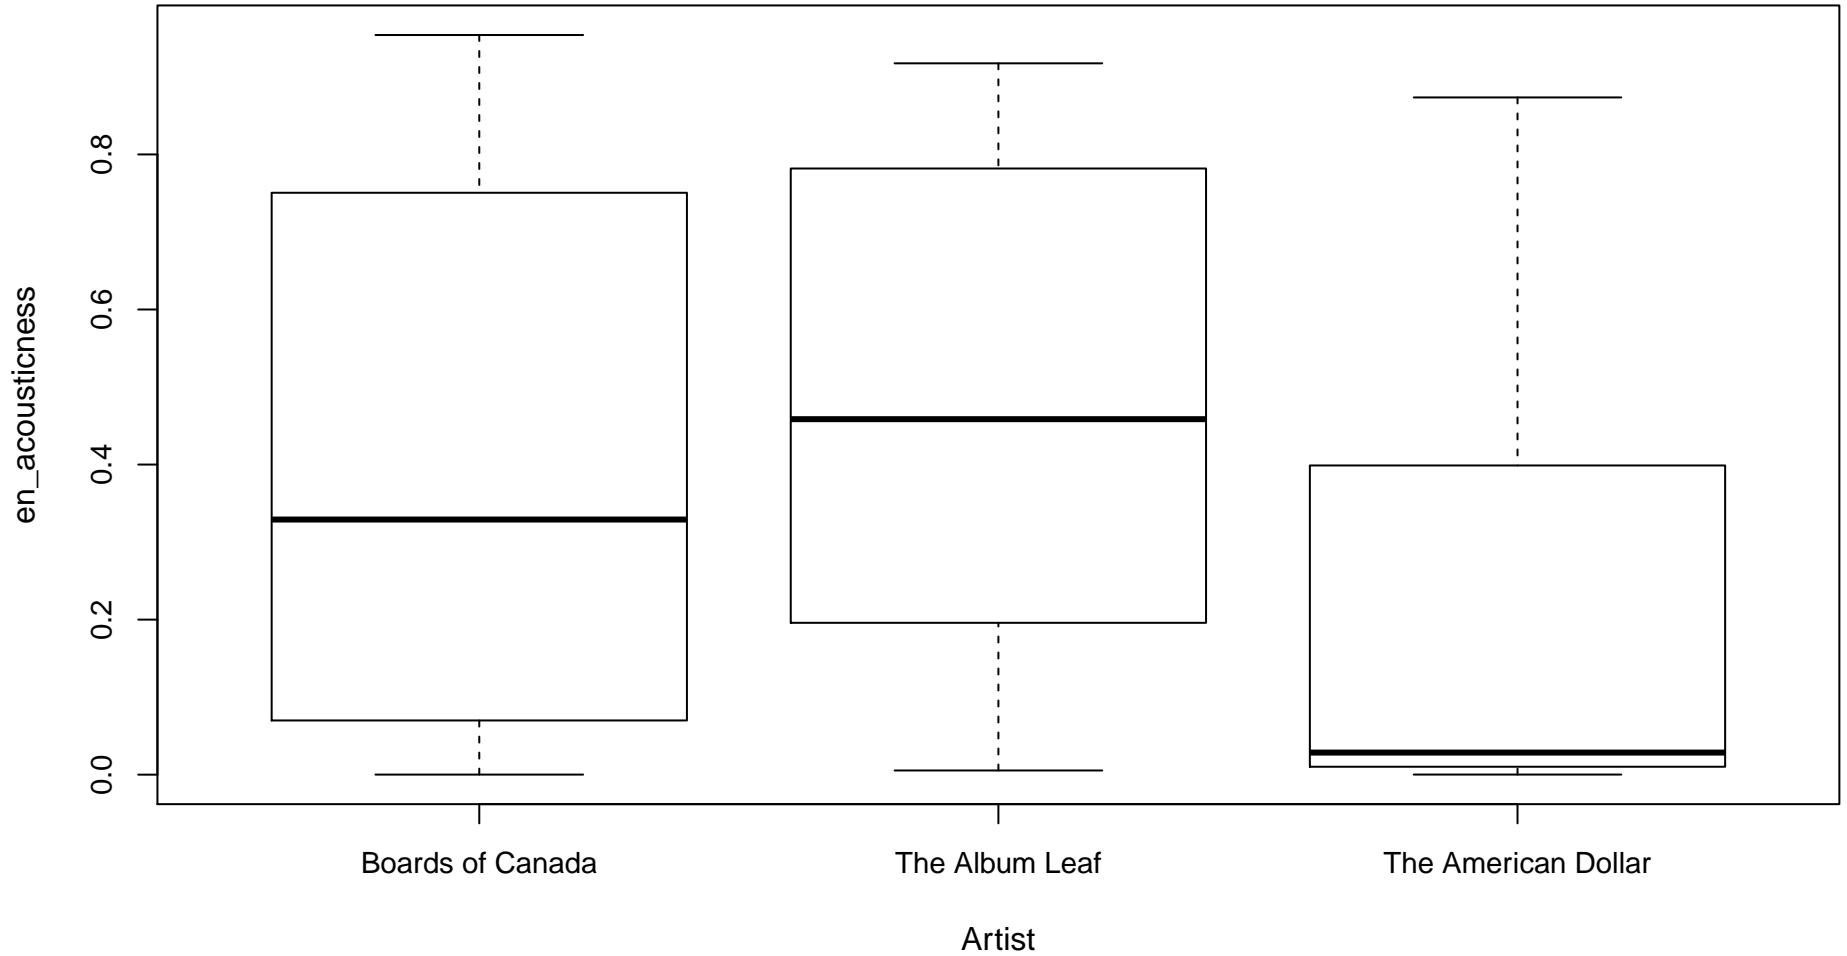 en_acousticness
0.8
0.6
0.4
0.2
0.0
Boards of Canada
The Album Leaf
The American Dollar
Artist